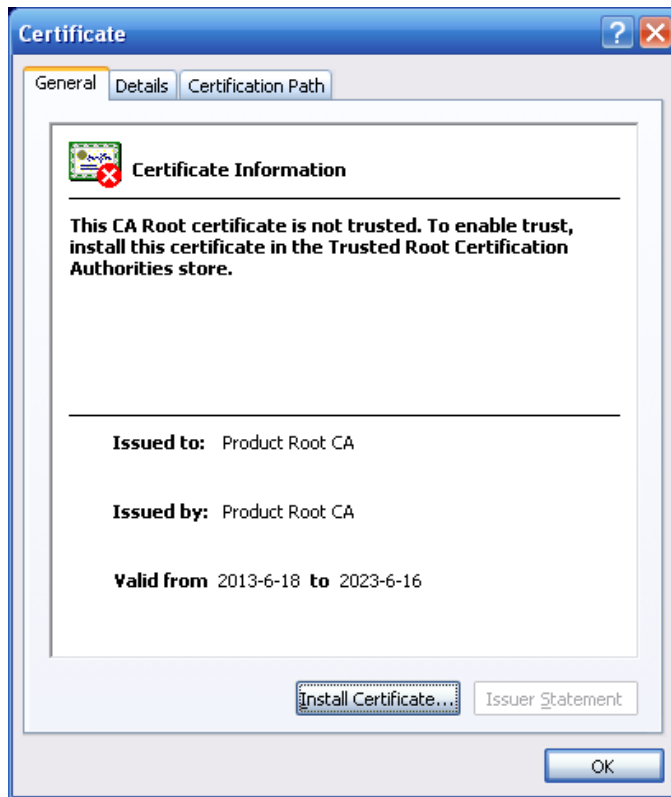 Certificate
General Details Certification Path
Certificate Information
This CA Root certificate is not trusted. To enable trust,
install this certificate in the Trusted Root Certification
Authorities store.
Issued to: Product Root CA
Issued by: Product Root CA
Valid from 2013-6-18 to 2023-6-16
Install Certificate... Issuer Statement
OK